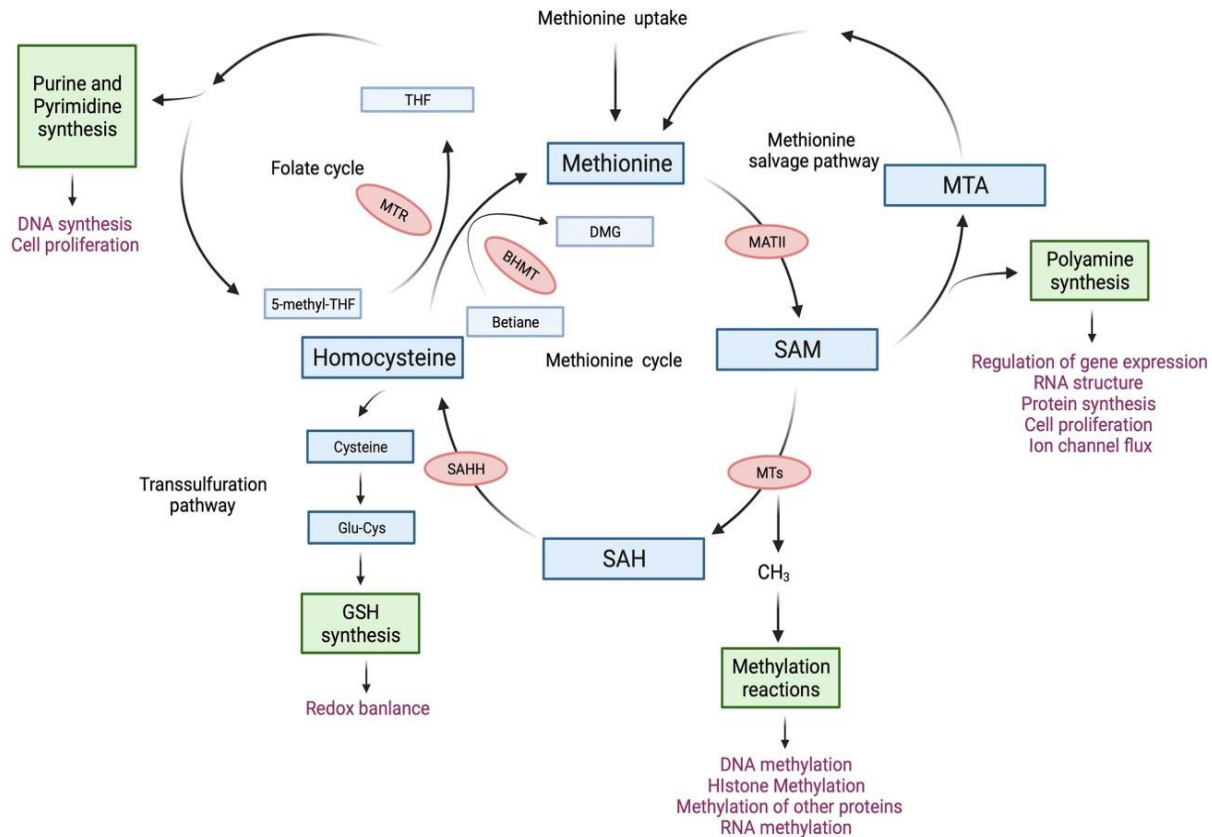 Methionine uptake
Purine and
Pyrimidine
synthesis
DNA synthesis
Cell proliferation
THF
Folate cycle
MTR
5-methyl-THF
Methionine
DMG
BHMT
Betiane
Homocysteine
Methionine cycle
Methionine
salvage pathway
MTA
MATII
SAM
Polyamine
synthesis
Regulation of gene expression
RNA structure
Protein synthesis
Cell proliferation
Ion channel flux
Transsulfuration
pathway
Cysteine
Glu-Cys
GSH
synthesis
Redox banlance
SAHH
SAH
MTs
CH₃
Methylation
reactions
DNA methylation
HIstone Methylation
Methylation of other proteins
RNA methylation